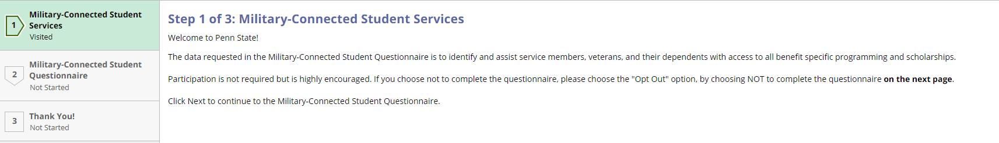 1
Military-Connected Student
Services
Visited
2
Military-Connected Student
Questionnaire
Not Started
3
Thank You!
Not Started
Step 1 of 3: Military-Connected Student Services
Welcome to Penn State!
The data requested in the Military-Connected Student Questionnaire is to identify and assist service members, veterans, and their dependents with access to all benefit specific programming and scholarships.
Participation is not required but is highly encouraged. If you choose not to complete the questionnaire, please choose the "Opt Out" option, by choosing NOT to complete the questionnaire on the next page.
Click Next to continue to the Military-Connected Student Questionnaire.